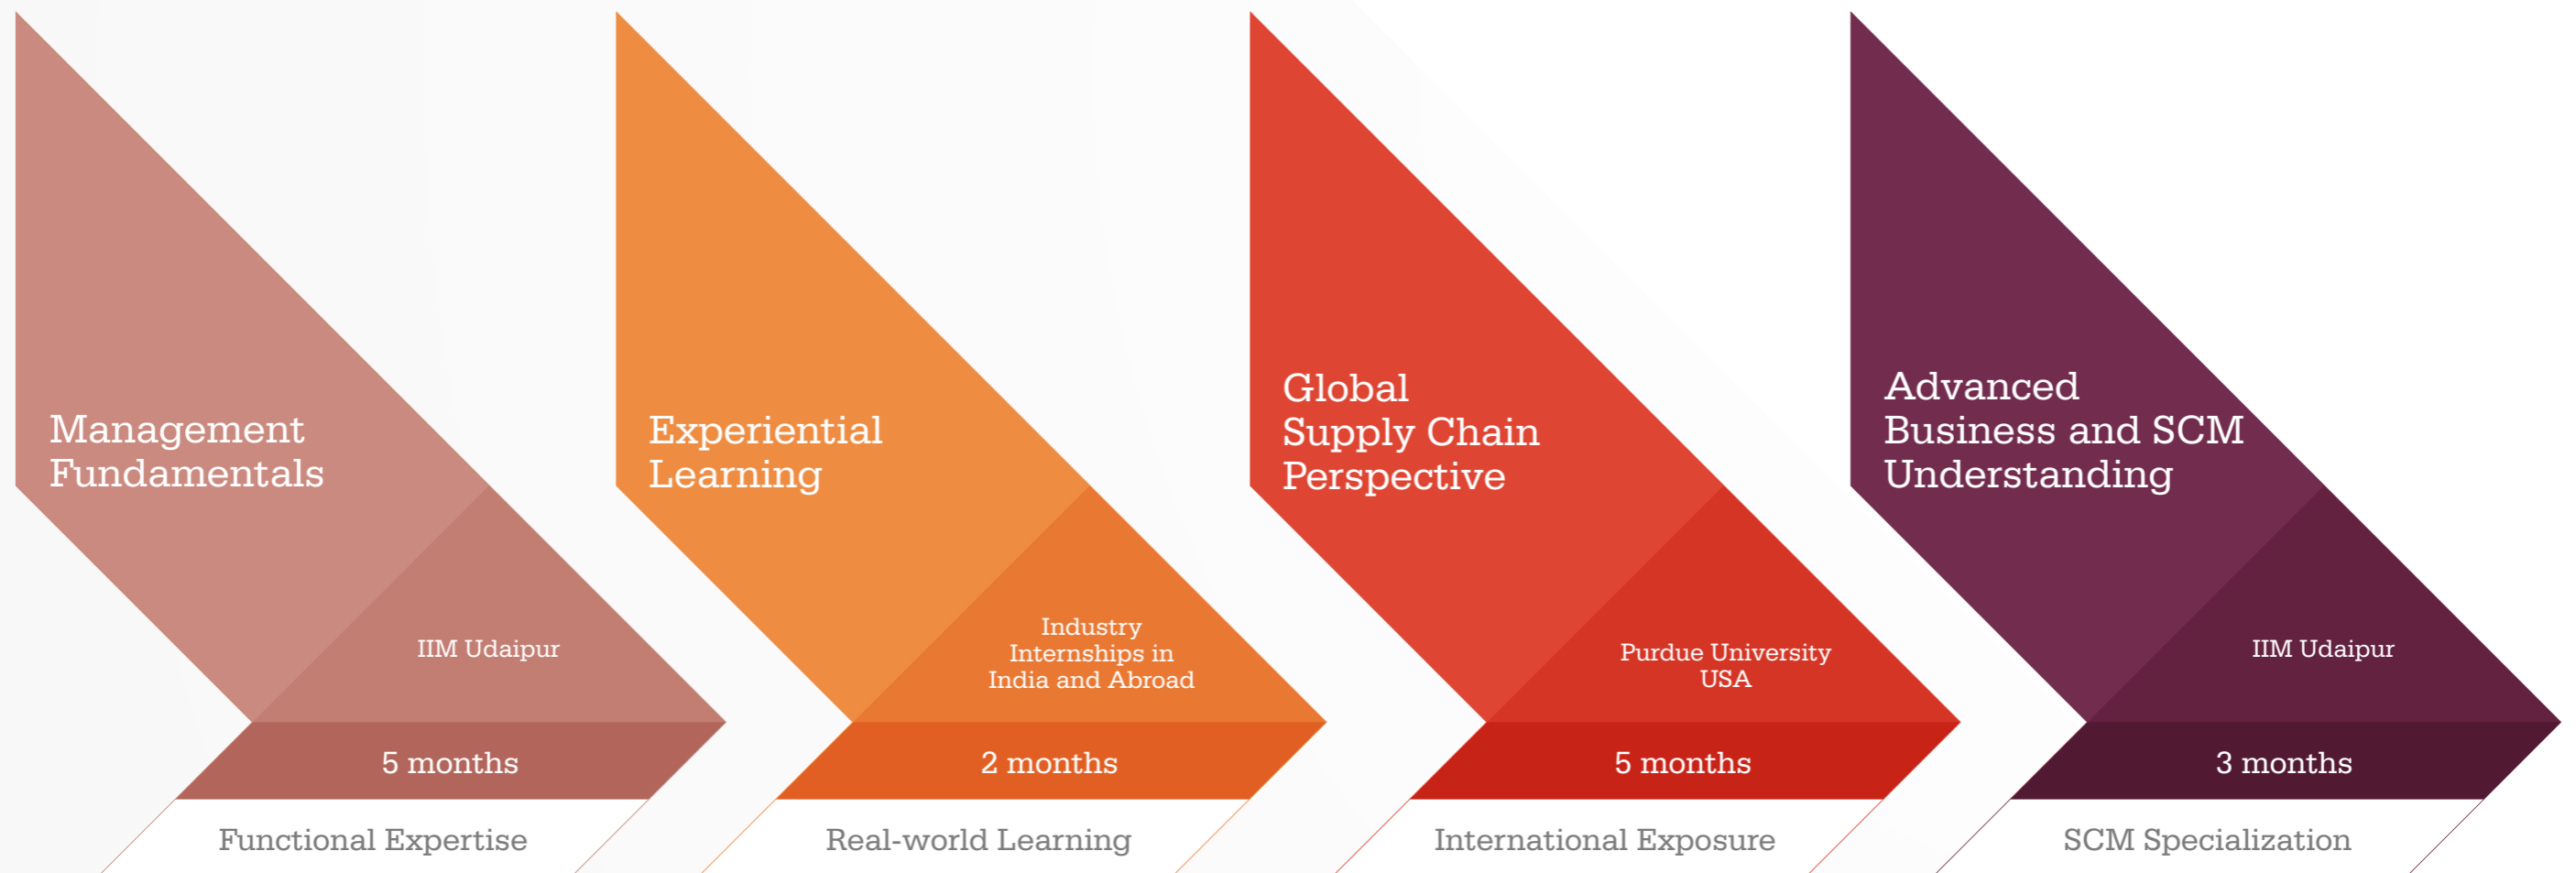 Management
Fundamentals
IIM Udaipur
5 months
Functional Expertise
Experiential
Learning
Industry
Internships in
India and Abroad
2 months
Real-world Learning
Global
Supply Chain
Perspective
Purdue University
USA
5 months
International Exposure
Advanced
Business and SCM
Understanding
IIM Udaipur
3 months
SCM Specialization